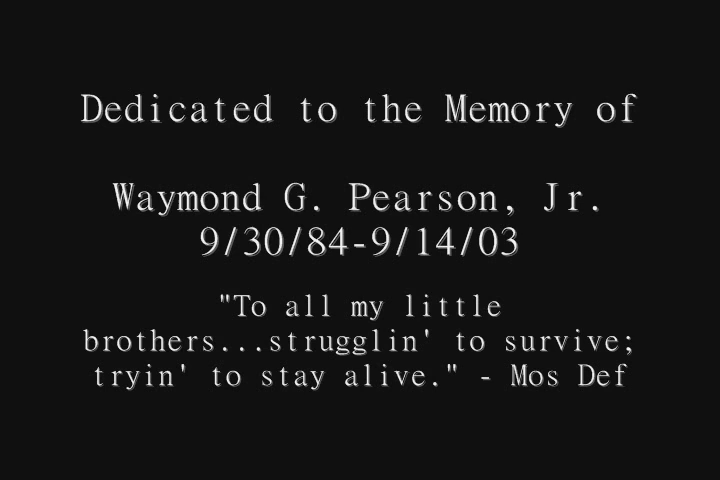 Dedicated to the Memory of
Waymond G. Pearson, Jr.
9/30/84-9/14/03
"To all my little
brothers...strugglin' to survive;
tryin' to stay alive." - Mos Def